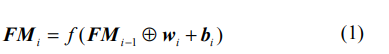 FM_i = f(FM_{i-1} ⊕ w_i + b_i) (1)